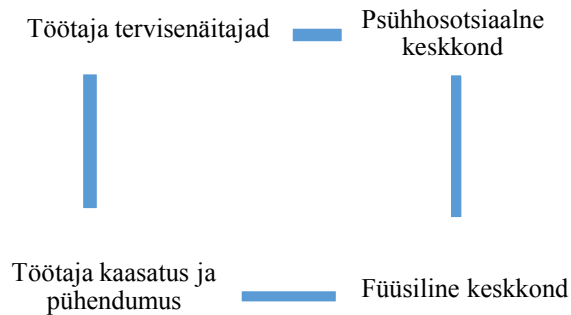 Töötaja tervisenäitajad
Psühhosotsiaalne
keskkond
Töötaja kaasatus ja
pühendumus
Füüsiline keskkond